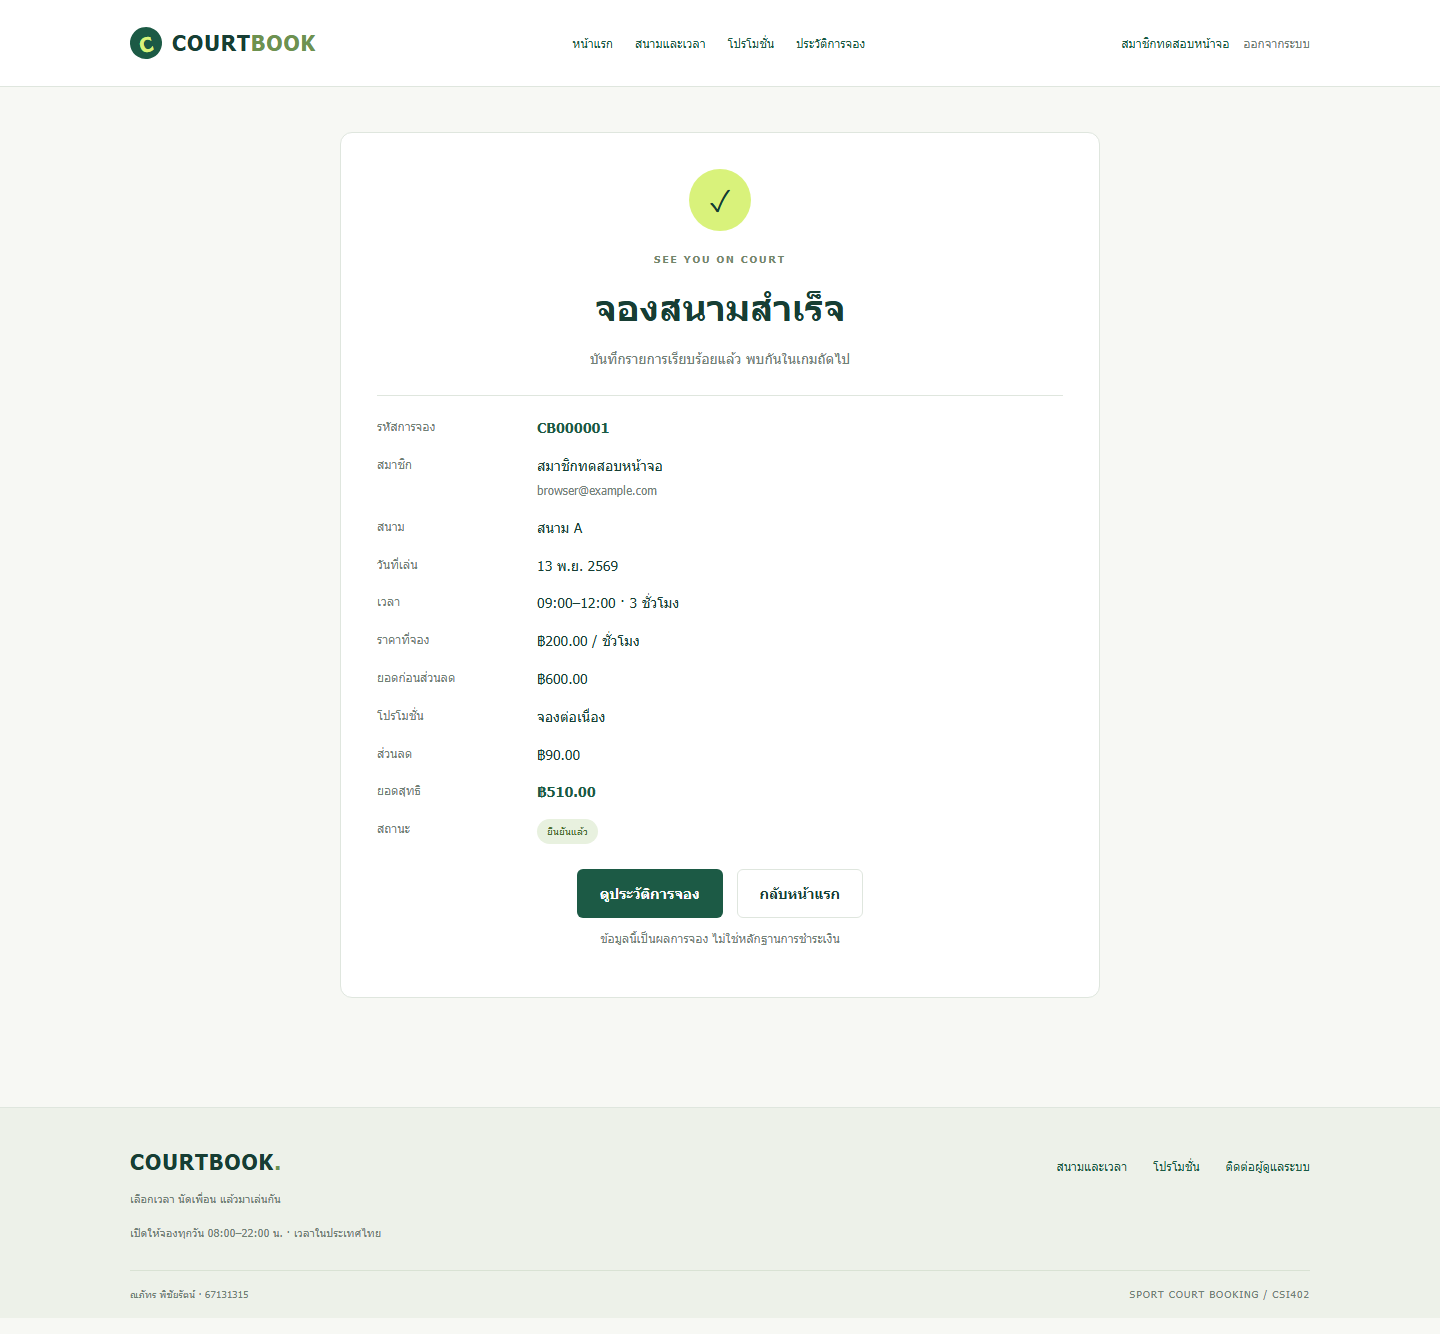 C COURTBOOK
หน้าแรก สนามและเวลา โปรโมชั่น ประวัติการจอง
สมาชิกทดสอบหน้าจอ ออกจากระบบ
✓
SEE YOU ON COURT
จองสนามสำเร็จ
บันทึกรายการเรียบร้อยแล้ว พบกันในเกมถัดไป
รหัสการจอง CB000001
สมาชิก สมาชิกทดสอบหน้าจอ
browser@example.com
สนาม สนาม A
วันที่เล่น 13 พ.ย. 2569
เวลา 09:00–12:00 · 3 ชั่วโมง
ราคาที่จอง ฿200.00 / ชั่วโมง
ยอดก่อนส่วนลด ฿600.00
โปรโมชั่น จองต่อเนื่อง
ส่วนลด ฿90.00
ยอดสุทธิ ฿510.00
สถานะ ยืนยันแล้ว
ดูประวัติการจอง กลับหน้าแรก
ข้อมูลนี้เป็นผลการจอง ไม่ใช่หลักฐานการชำระเงิน
COURTBOOK.
สนามและเวลา โปรโมชั่น ติดต่อผู้ดูแลระบบ
เลือกเวลา นัดเพื่อน แล้วมาเล่นกัน
เปิดให้จองทุกวัน 08:00–22:00 น. · เวลาในประเทศไทย
ณภัทร พิชัยรัตน์ · 67131315
SPORT COURT BOOKING / CSI402